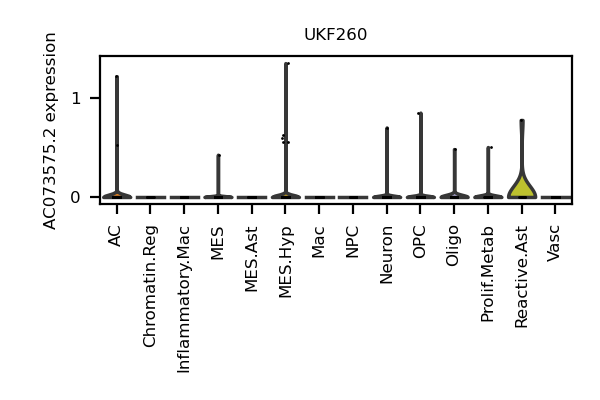 UKF260
AC073575.2 expression
1
0
AC
Chromatin.Reg
Inflammatory.Mac
MES
MES.Ast
MES.Hyp
Mac
NPC
Neuron
OPC
Oligo
Prolif.Metab
Reactive.Ast
Vasc